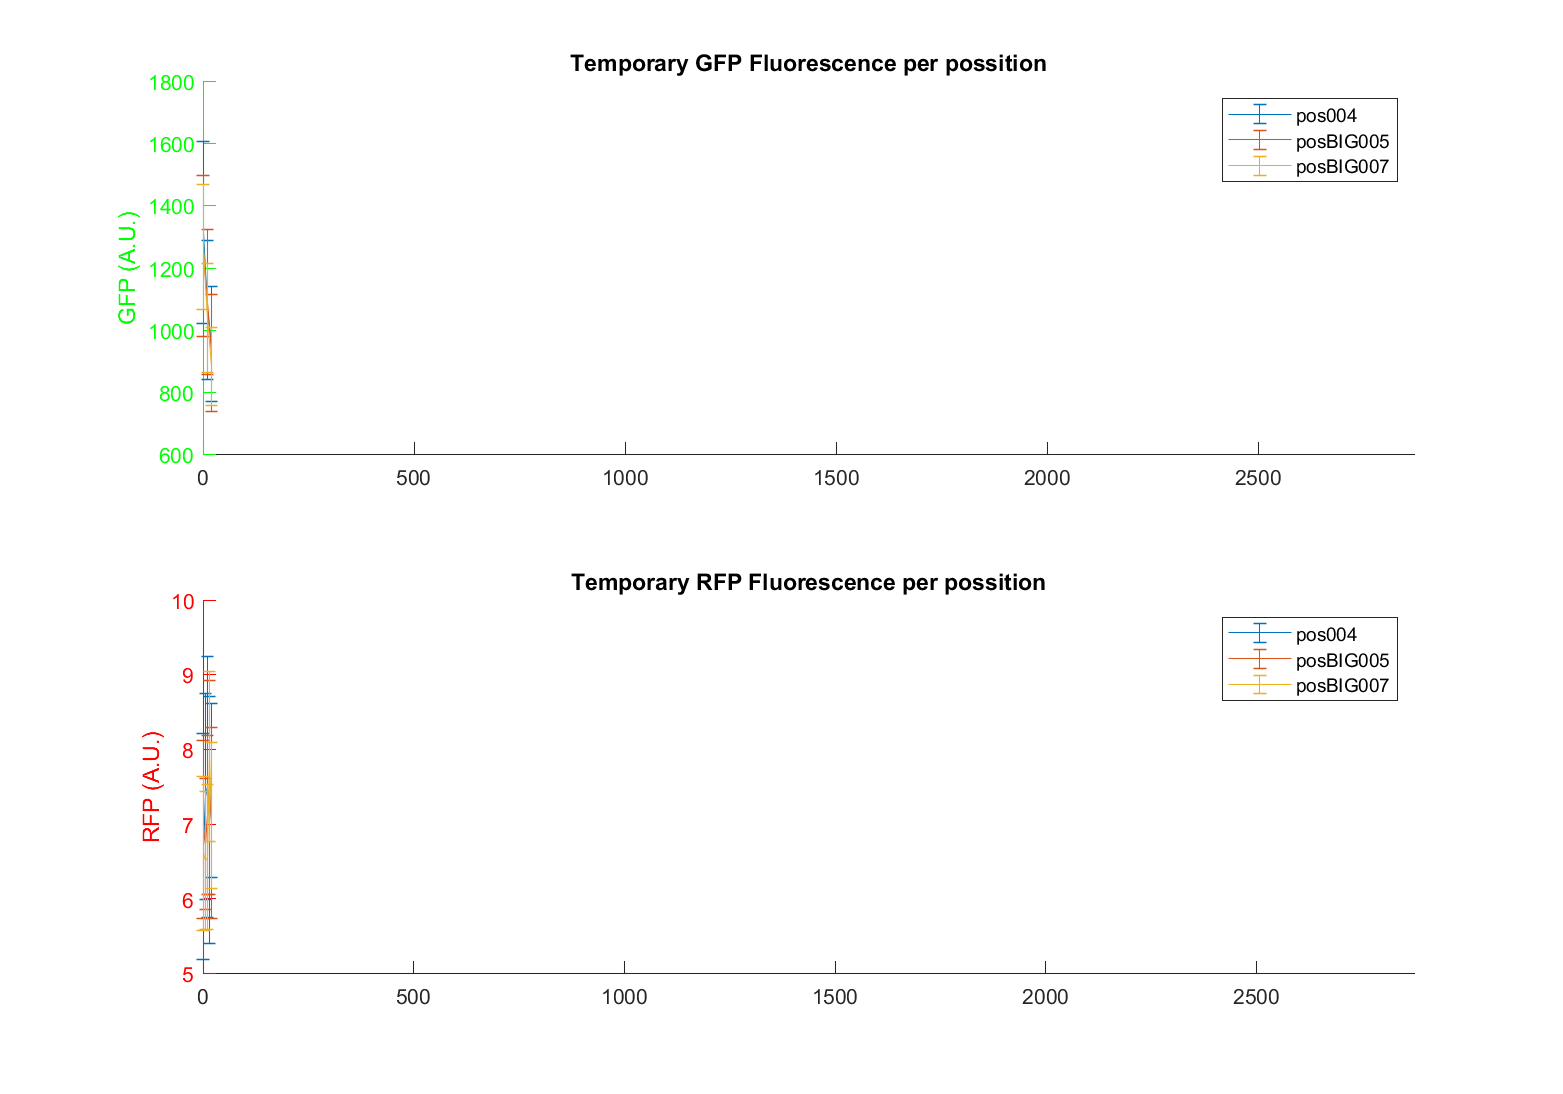 Temporary GFP Fluorescence per possition
GFP (A.U.)
1800
1600
1400
1200
1000
800
600
0 500 1000 1500 2000 2500
pos004
posBIG005
posBIG007
Temporary RFP Fluorescence per possition
RFP (A.U.)
10
9
8
7
6
5
0 500 1000 1500 2000 2500
pos004
posBIG005
posBIG007